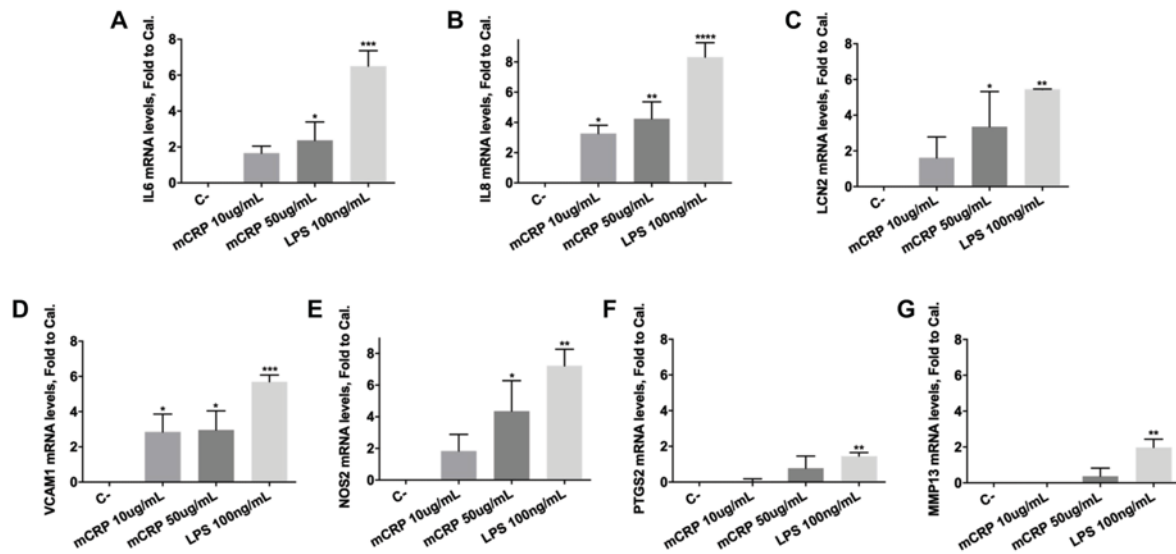 A
IL6 mRNA levels, Fold to Cal.
8
6
4
2
0
*
***
C-
mCRP 10ug/mL
mCRP 50ug/mL
LPS 100ng/mL
B
IL8 mRNA levels, Fold to Cal.
8
6
4
2
0
*
**
****
C-
mCRP 10ug/mL
mCRP 50ug/mL
LPS 100ng/mL
C
LCN2 mRNA levels, Fold to Cal.
8
6
4
2
0
*
**
C-
mCRP 10ug/mL
mCRP 50ug/mL
LPS 100ng/mL
D
VCAM1 mRNA levels, Fold to Cal.
8
6
4
2
0
*
*
***
C-
mCRP 10ug/mL
mCRP 50ug/mL
LPS 100ng/mL
E
NOS2 mRNA levels, Fold to Cal.
8
6
4
2
0
*
**
C-
mCRP 10ug/mL
mCRP 50ug/mL
LPS 100ng/mL
F
PTGS2 mRNA levels, Fold to Cal.
8
6
4
2
0
**
C-
mCRP 10ug/mL
mCRP 50ug/mL
LPS 100ng/mL
G
MMP13 mRNA levels, Fold to Cal.
8
6
4
2
0
**
C-
mCRP 10ug/mL
mCRP 50ug/mL
LPS 100ng/mL